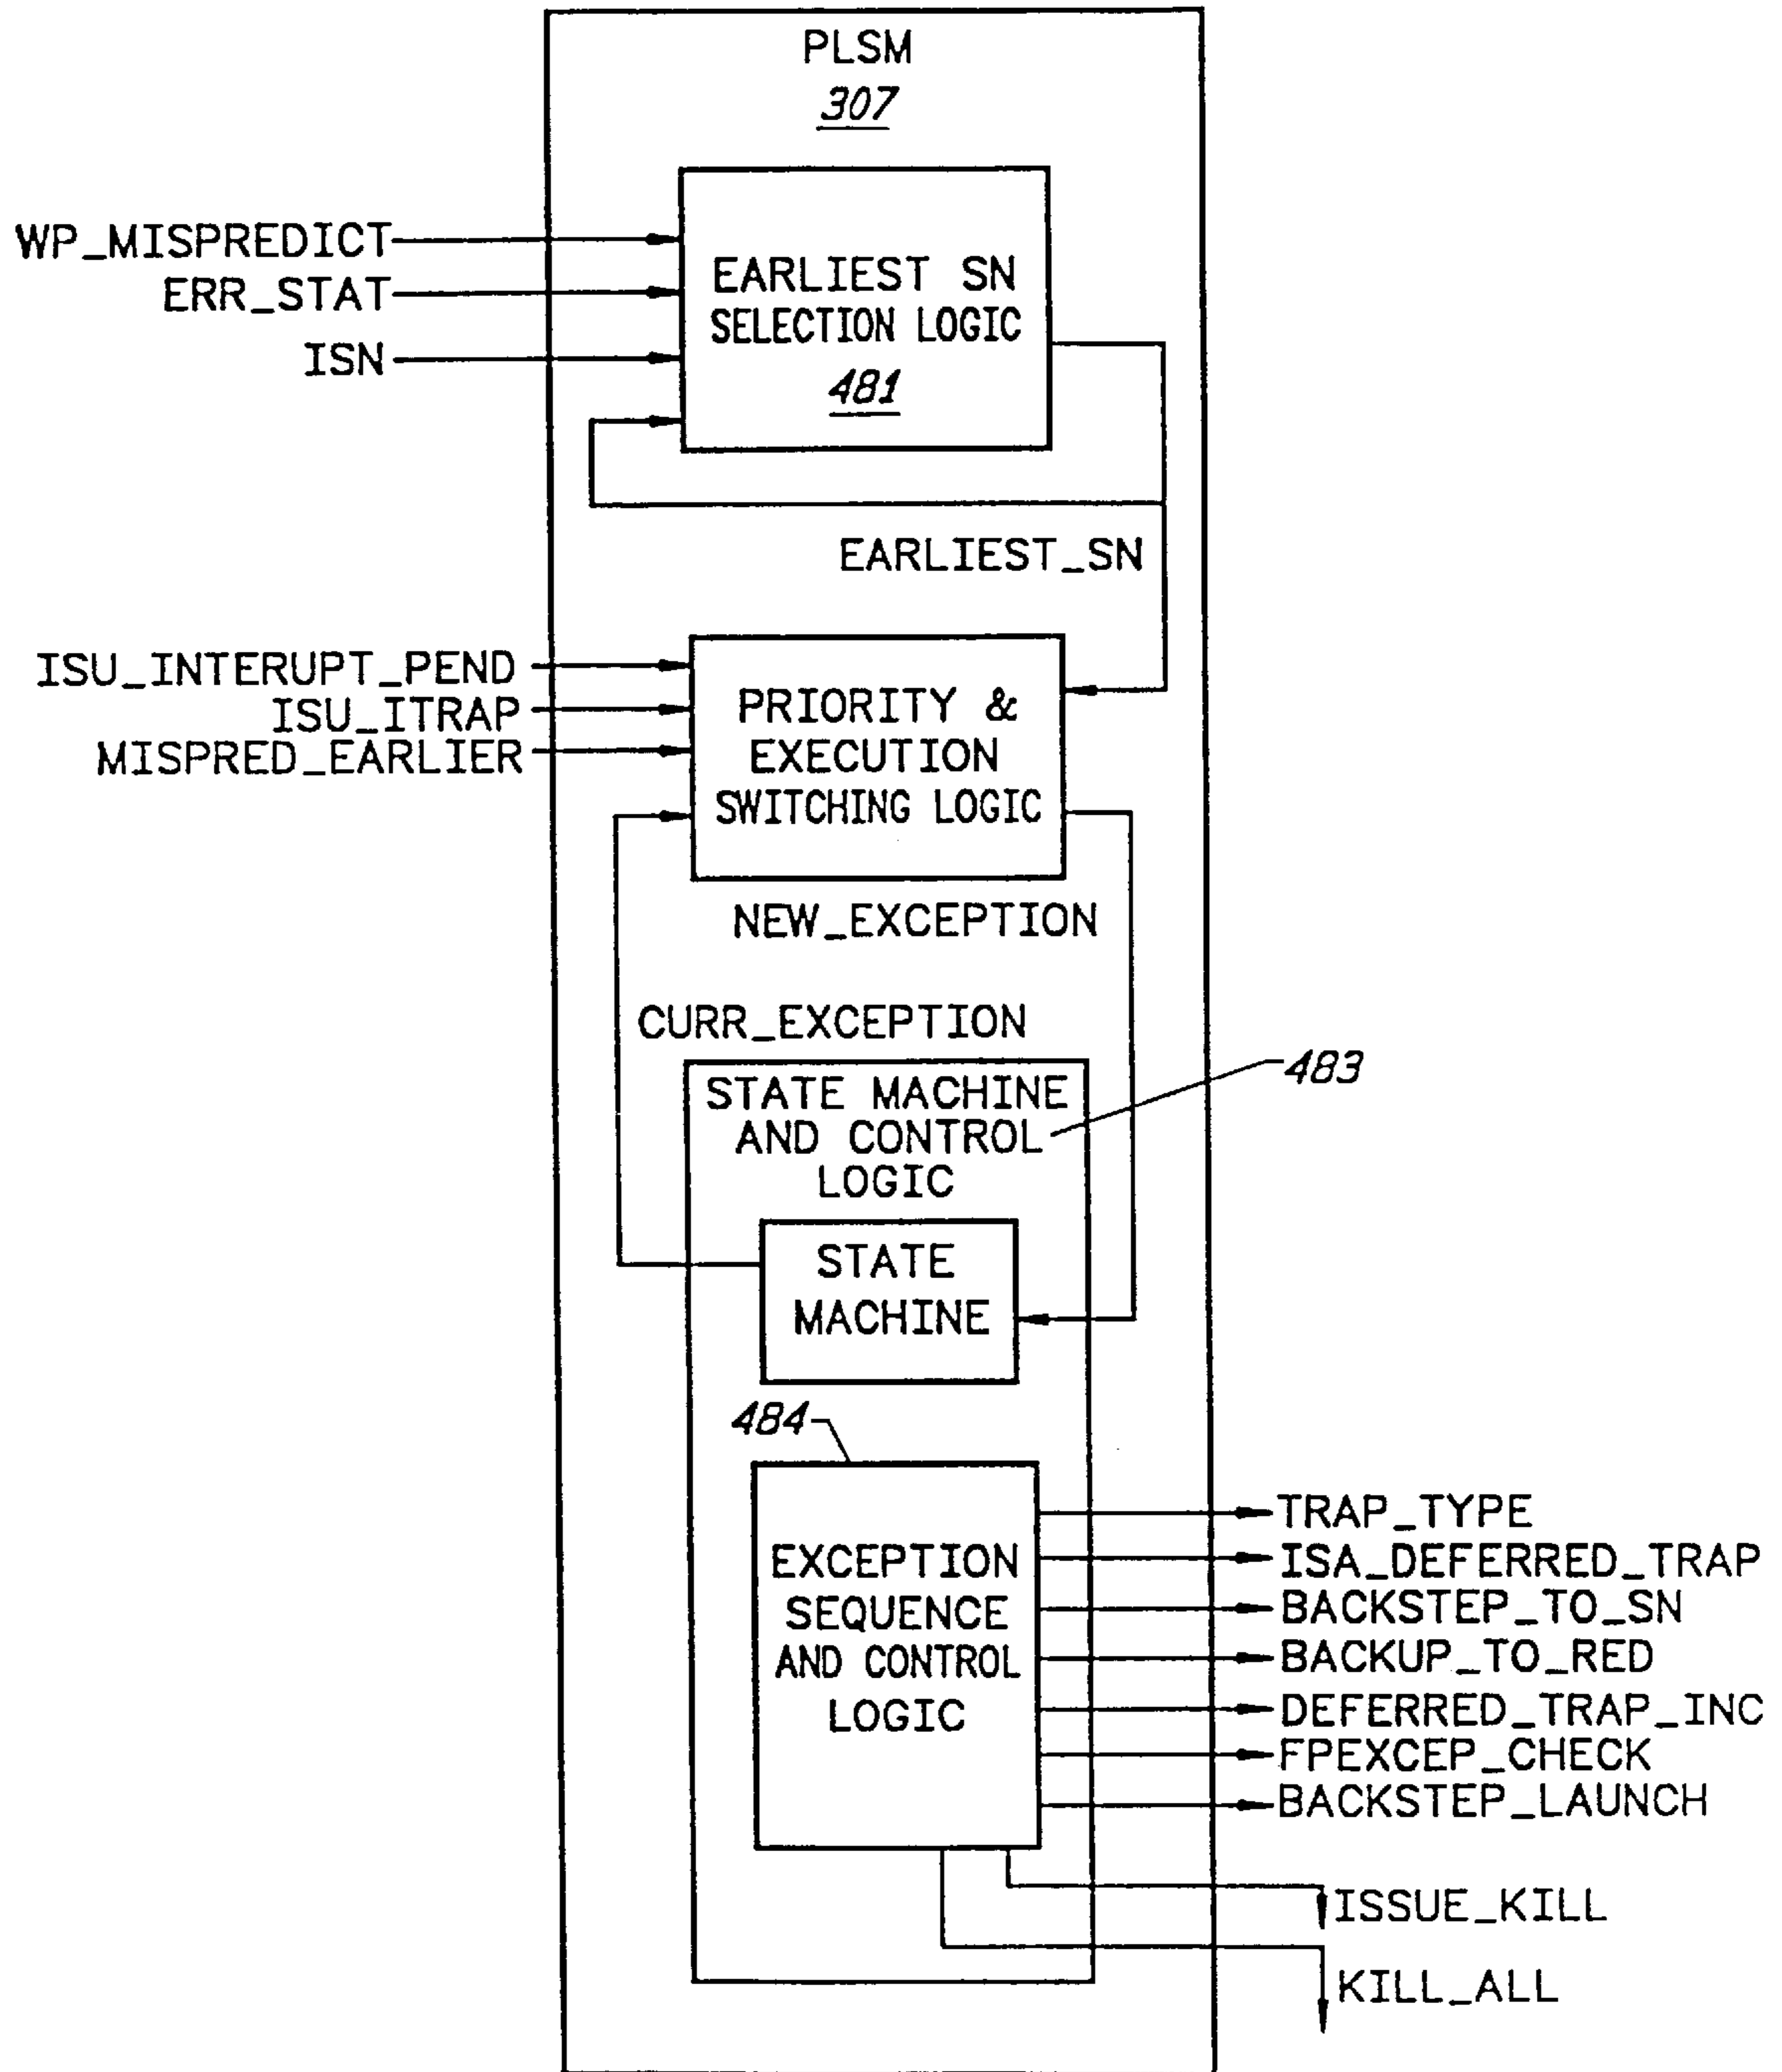 PLSM
307
WP_MISPREDICT
ERR_STAT
ISN
EARLIEST SN
SELECTION LOGIC
481
EARLIEST_SN
ISU_INTERUPT_PEND
ISU_ITRAP
MISPRED_EARLIER
PRIORITY &
EXECUTION
SWITCHING LOGIC
NEW_EXCEPTION
CURR_EXCEPTION
483
STATE MACHINE
AND CONTROL
LOGIC
STATE
MACHINE
484
EXCEPTION
SEQUENCE
AND CONTROL
LOGIC
TRAP_TYPE
ISA_DEFERRED_TRAP
BACKSTEP_TO_SN
BACKUP_TO_RED
DEFERRED_TRAP_INC
FPEXCEP_CHECK
BACKSTEP_LAUNCH
ISSUE_KILL
KILL_ALL